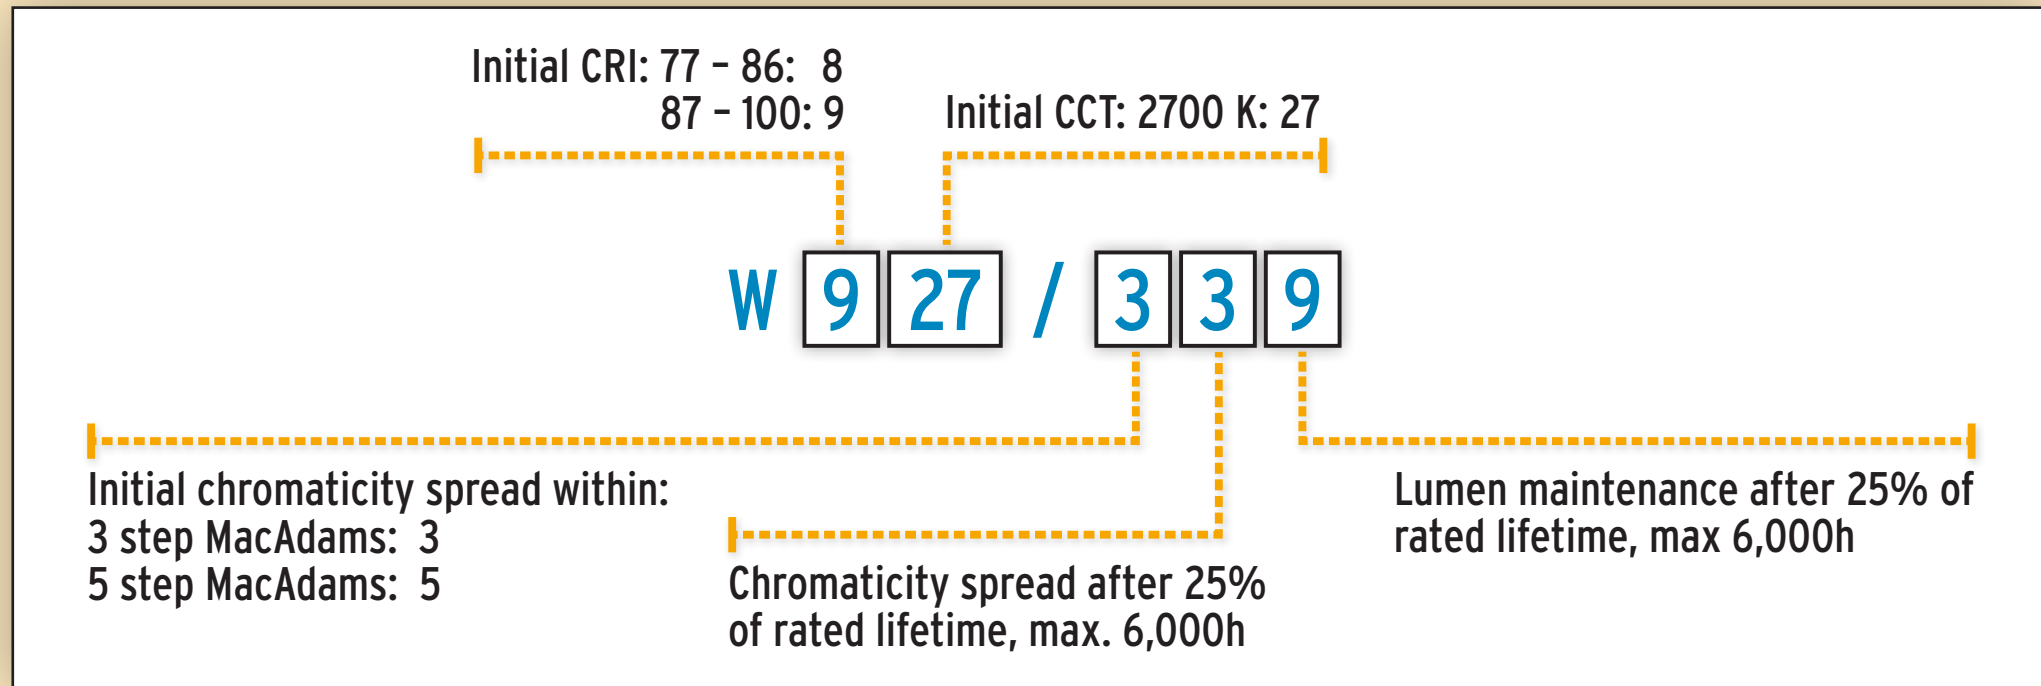 Initial CRI: 77 – 86: 8
87 – 100: 9
Initial CCT: 2700 K: 27
W 9 27 / 3 3 9
Initial chromaticity spread within:
3 step MacAdams: 3
5 step MacAdams: 5
Chromaticity spread after 25%
of rated lifetime, max. 6,000h
Lumen maintenance after 25% of
rated lifetime, max 6,000h